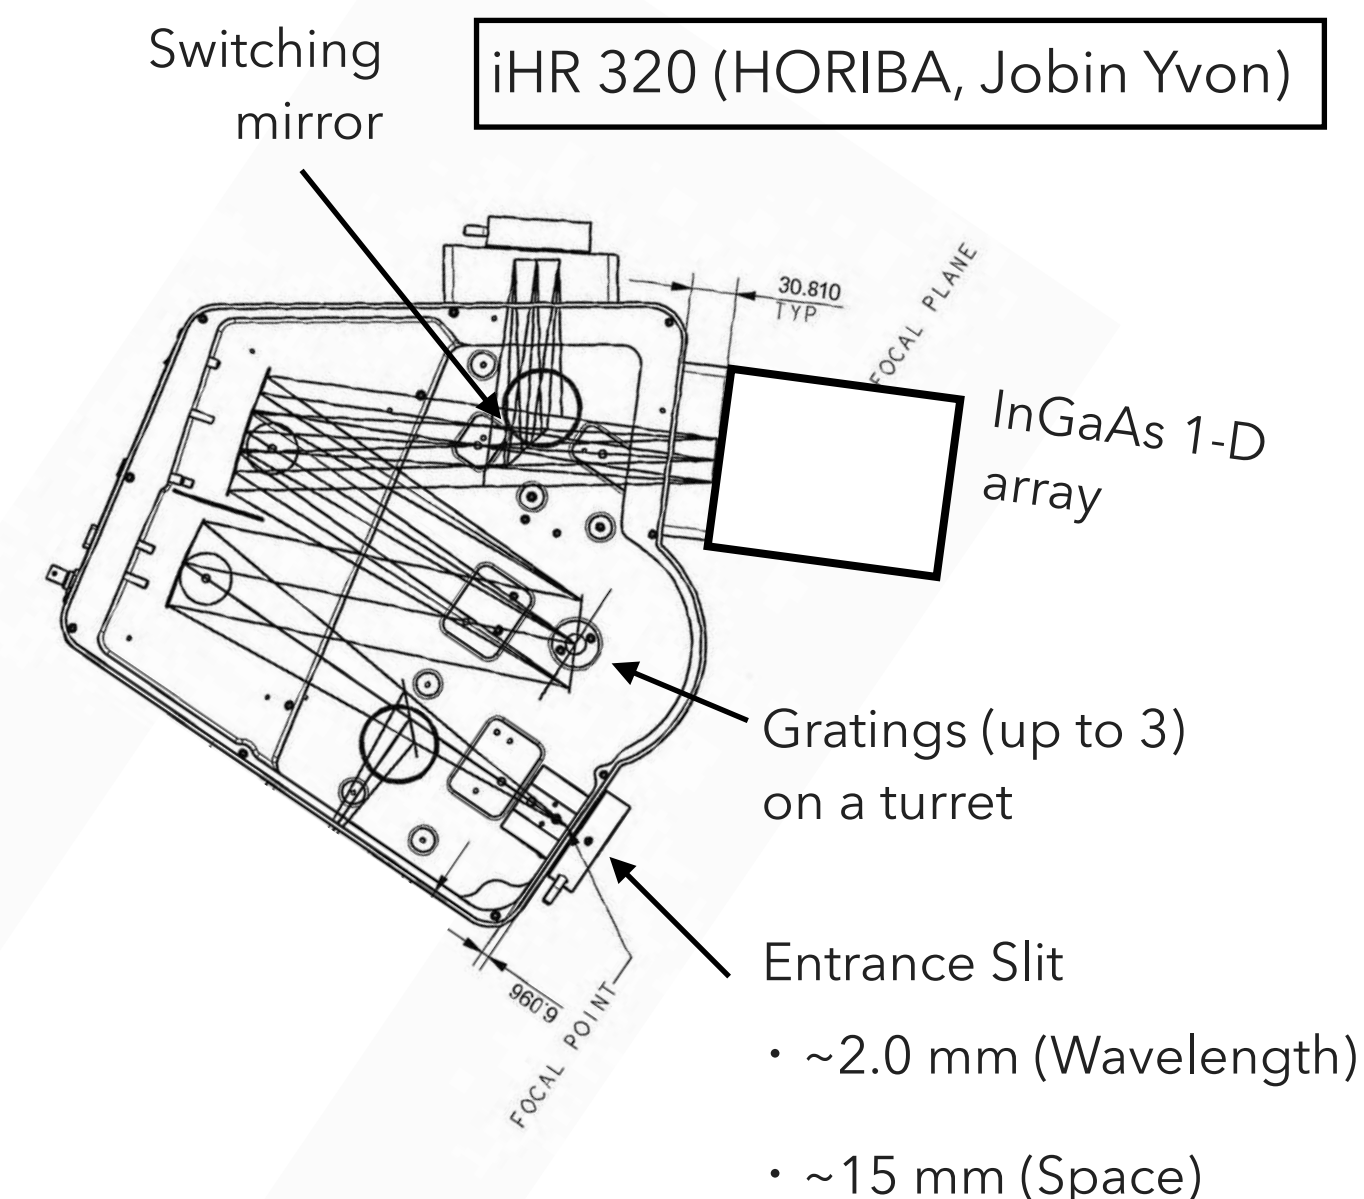 Switching
mirror
iHR 320 (HORIBA, Jobin Yvon)
30.810
TYP
FOCAL PLANE
InGaAs 1-D
array
Gratings (up to 3)
on a turret
Entrance Slit
・~2.0 mm (Wavelength)
・~15 mm (Space)
6.096
FOCAL POINT